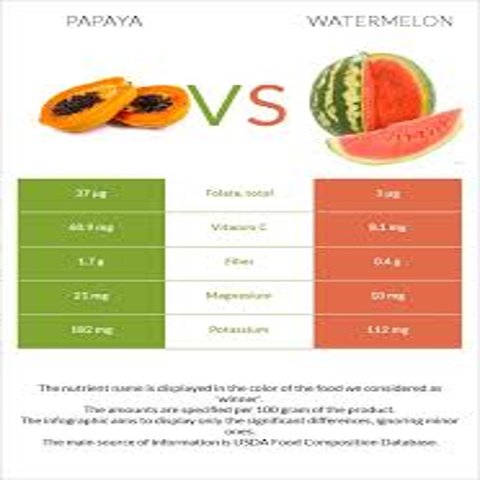 PAPAYA WATERMELON
VS
37 µg Folate, total 3 µg
60.9 mg Vitamin C 8.1 mg
1.7 g Fiber 0.4 g
21 mg Magnesium 10 mg
182 mg Potassium 112 mg
The nutrient name is displayed in the color of the food we considered as
'winner'.
The amounts are specified per 100 gram of the product.
The infographic aims to display only the significant differences, ignoring minor
ones.
The main source of information is USDA Food Composition Database.